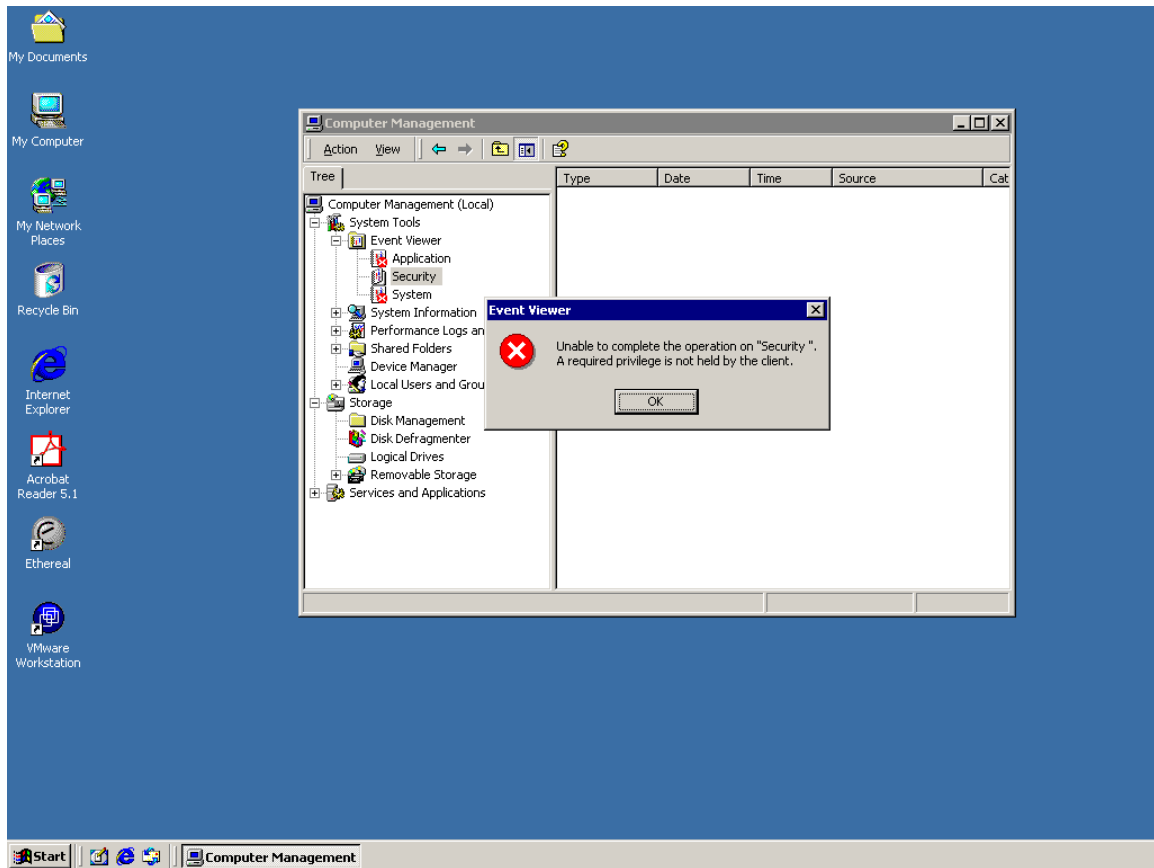 My Documents
My Computer
My Network
Places
Recycle Bin
Internet
Explorer
Acrobat
Reader 5.1
Ethereal
VMware
Workstation
Computer Management
Action View
Tree
Type Date Time Source Cat
Computer Management (Local)
System Tools
Event Viewer
Application
Security
System
System Information
Performance Logs an
Shared Folders
Device Manager
Local Users and Grou
Storage
Disk Management
Disk Defragmenter
Logical Drives
Removable Storage
Services and Applications
Event Viewer
Unable to complete the operation on "Security ".
A required privilege is not held by the client.
OK
Start Computer Management